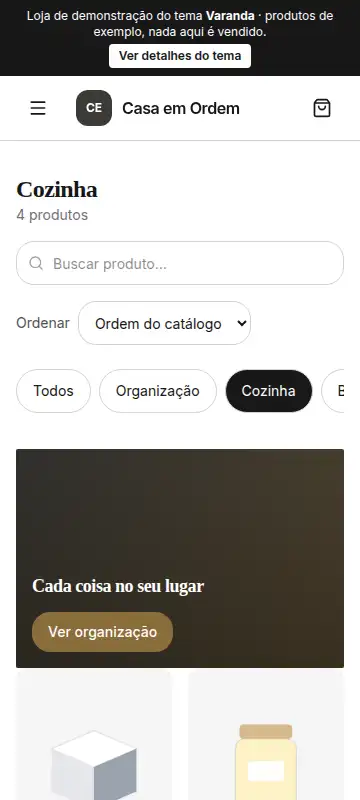 Loja de demonstração do tema Varanda · produtos de
exemplo, nada aqui é vendido.
Ver detalhes do tema
CE
Casa em Ordem
Cozinha
4 produtos
Buscar produto...
Ordenar
Ordem do catálogo
Todos
Organização
Cozinha
Cada coisa no seu lugar
Ver organização